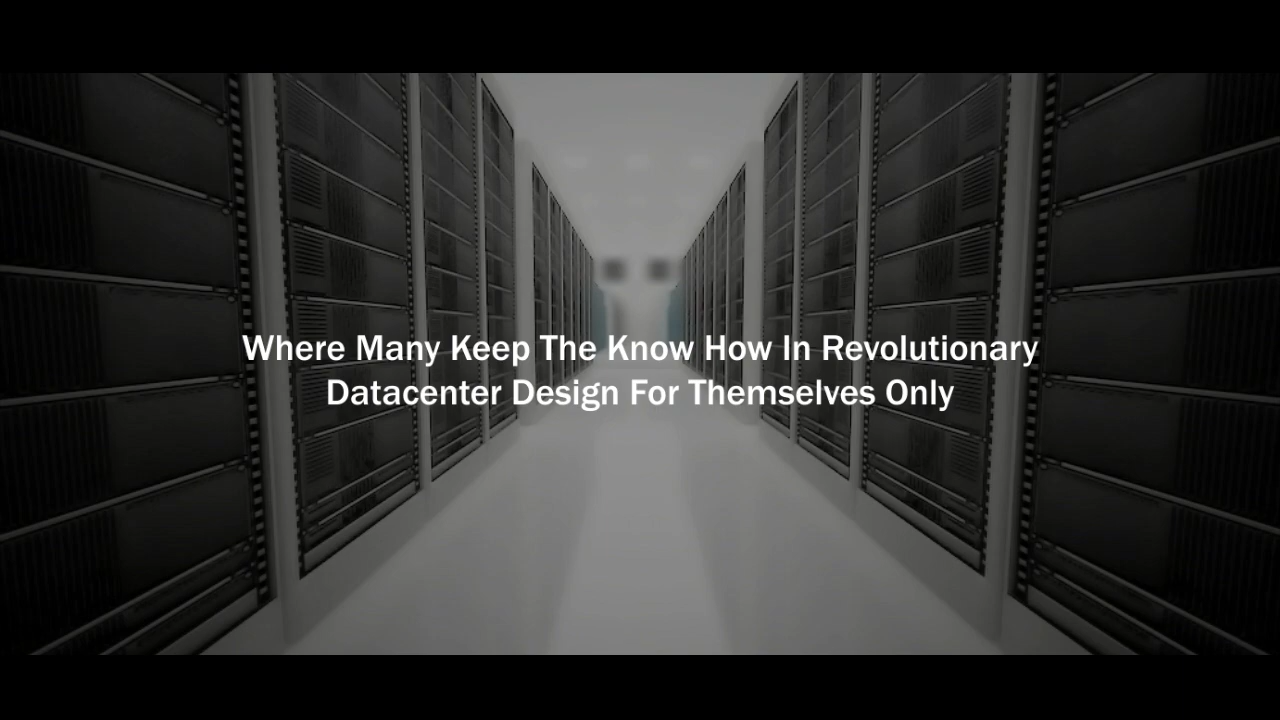 Where Many Keep The Know How In Revolutionary
Datacenter Design For Themselves Only